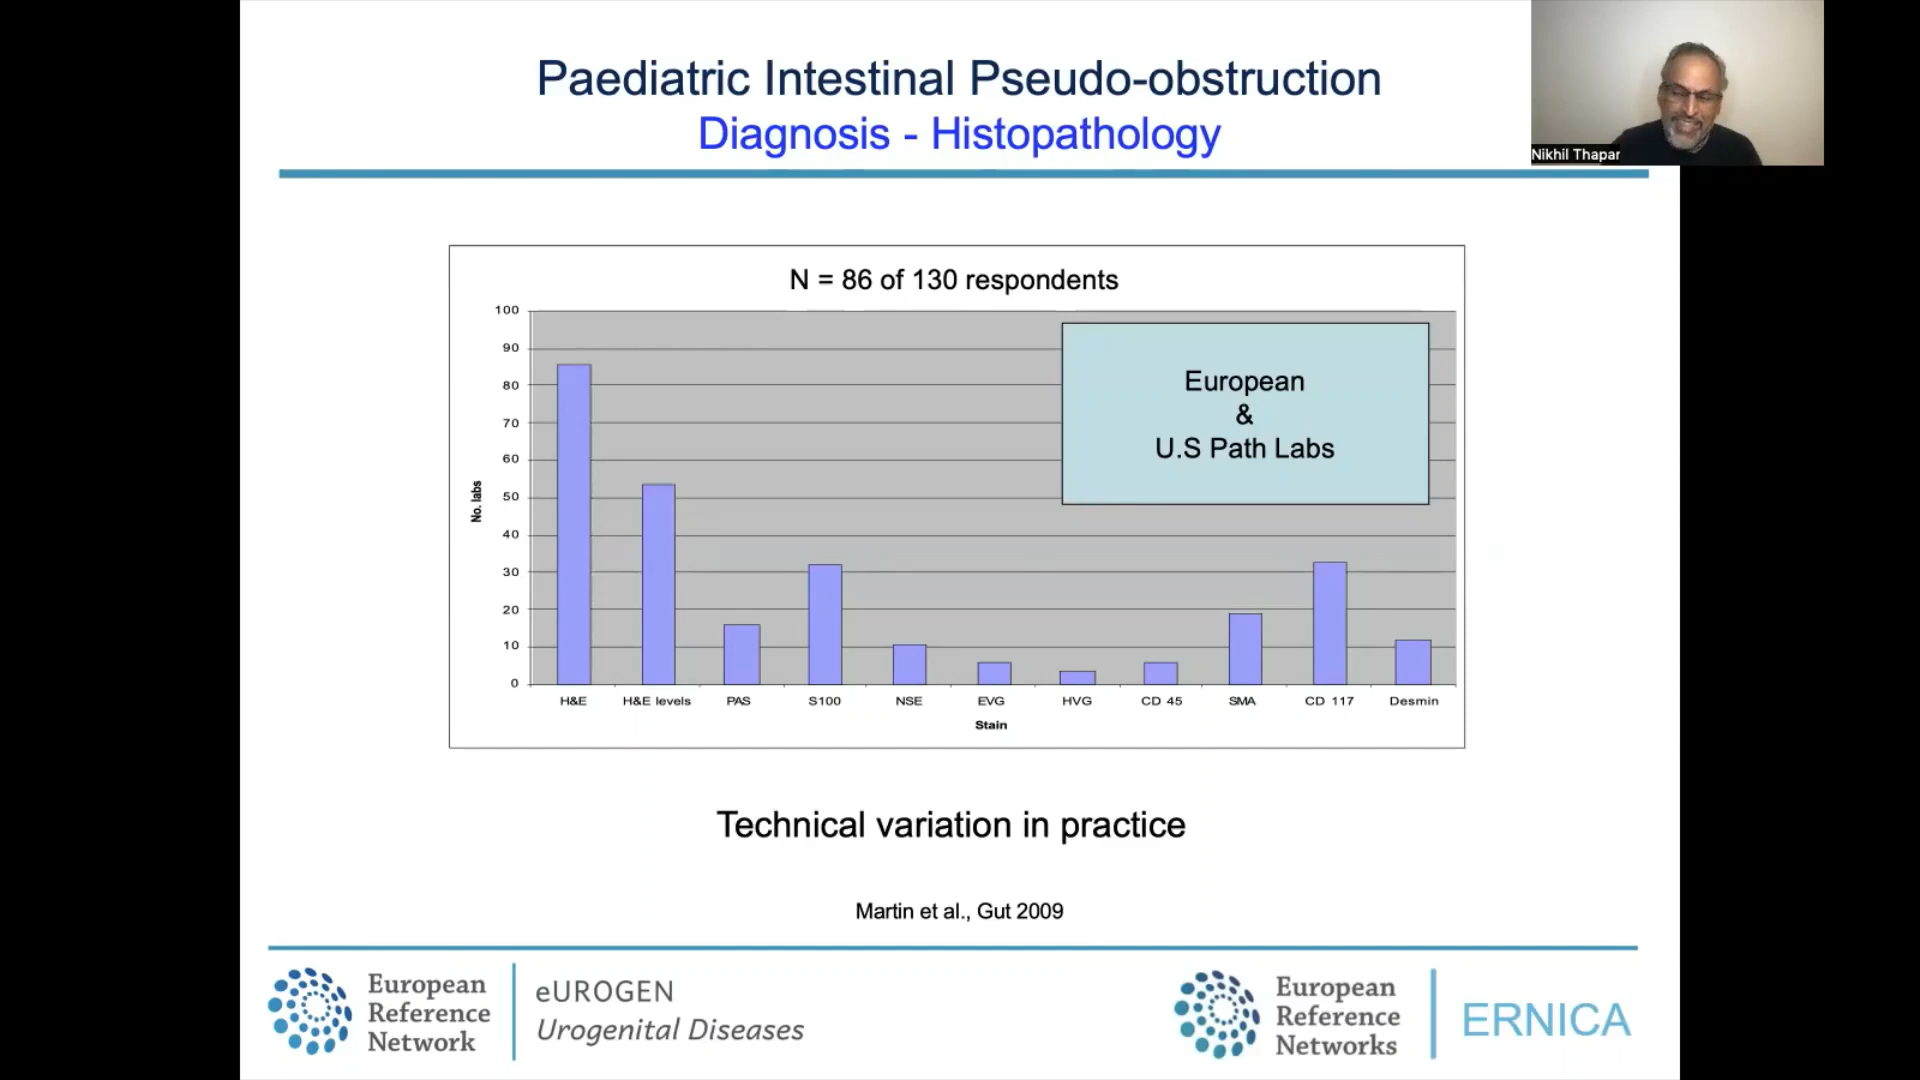 Paediatric Intestinal Pseudo-obstruction
Diagnosis - Histopathology
Nikhil Thapar
N = 86 of 130 respondents
100
90
80
70
60
50
40
30
20
10
0
No. labs
European
&
U.S Path Labs
H&E
H&E levels
PAS
S100
NSE
EVG
HVG
CD 45
SMA
CD 117
Desmin
Stain
Technical variation in practice
Martin et al., Gut 2009
European
Reference
Network
eUROGEN
Urogenital Diseases
European
Reference
Networks
ERNICA